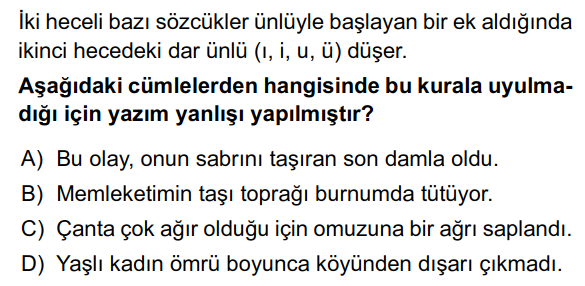 İki heceli bazı sözcükler ünlüyle başlayan bir ek aldığında
ikinci hecedeki dar ünlü (ı, i, u, ü) düşer.
Aşağıdaki cümlelerden hangisinde bu kurala uyulma-
dığı için yazım yanlışı yapılmıştır?
A) Bu olay, onun sabrını taşıran son damla oldu.
B) Memleketimin taşı toprağı burnumda tütüyor.
C) Çanta çok ağır olduğu için omuzuna bir ağrı saplandı.
D) Yaşlı kadın ömrü boyunca köyünden dışarı çıkmadı.